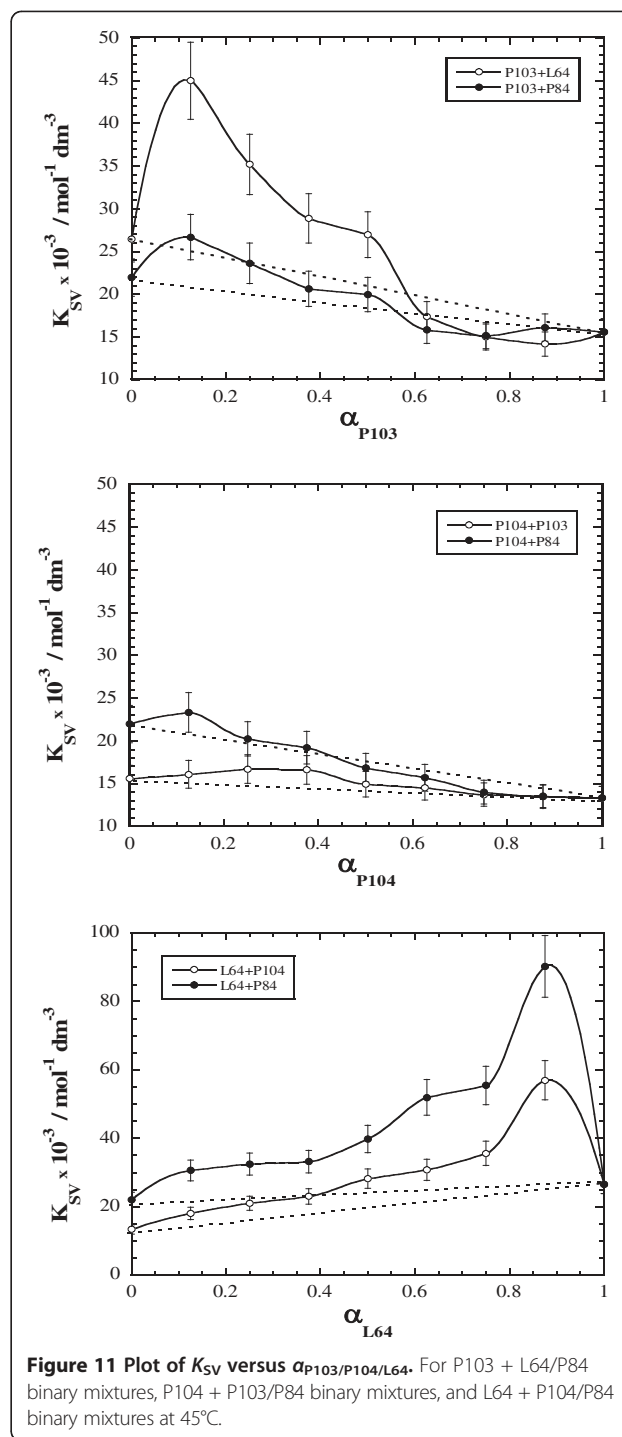 50
45
40
35
30
25
20
15
10
K_SV x 10^-3 / mol^-1 dm^-3
P103+L64
P103+P84
0 0.2 0.4 0.6 0.8 1
α_P103
50
45
40
35
30
25
20
15
10
K_SV x 10^-3 / mol^-1 dm^-3
P104+P103
P104+P84
0 0.2 0.4 0.6 0.8 1
α_P104
100
80
60
40
20
0
K_SV x 10^-3 / mol^-1 dm^-3
L64+P104
L64+P84
0 0.2 0.4 0.6 0.8 1
α_L64
Figure 11 Plot of K_SV versus α_P103/P104/L64. For P103 + L64/P84
binary mixtures, P104 + P103/P84 binary mixtures, and L64 + P104/P84
binary mixtures at 45°C.